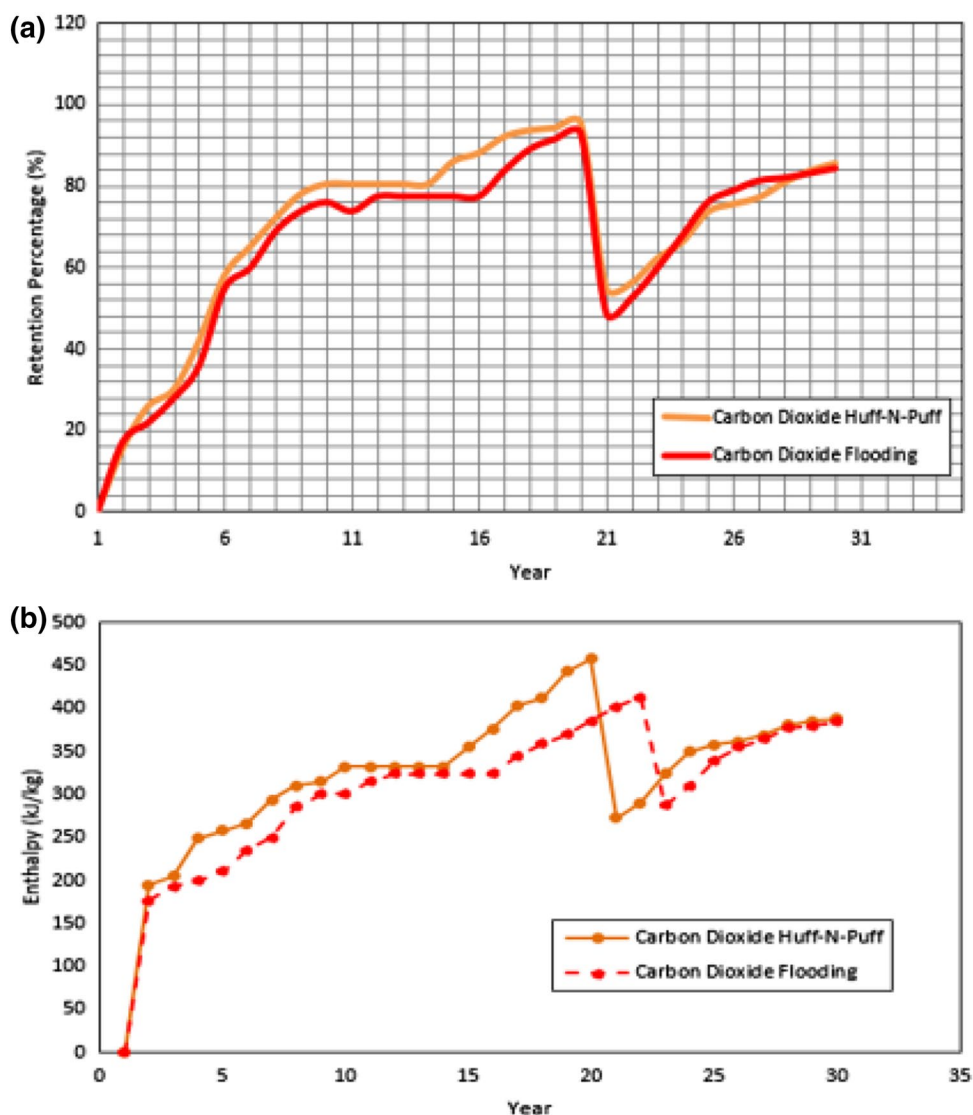 (a)
120
100
80
60
40
20
0
Retention Percentage (%)
Carbon Dioxide Huff-N-Puff
Carbon Dioxide Flooding
1 6 11 16 21 26 31
Year
(b)
500
450
400
350
300
250
200
150
100
50
0
Enthalpy (kJ/kg)
Carbon Dioxide Huff-N-Puff
Carbon Dioxide Flooding
0 5 10 15 20 25 30 35
Year